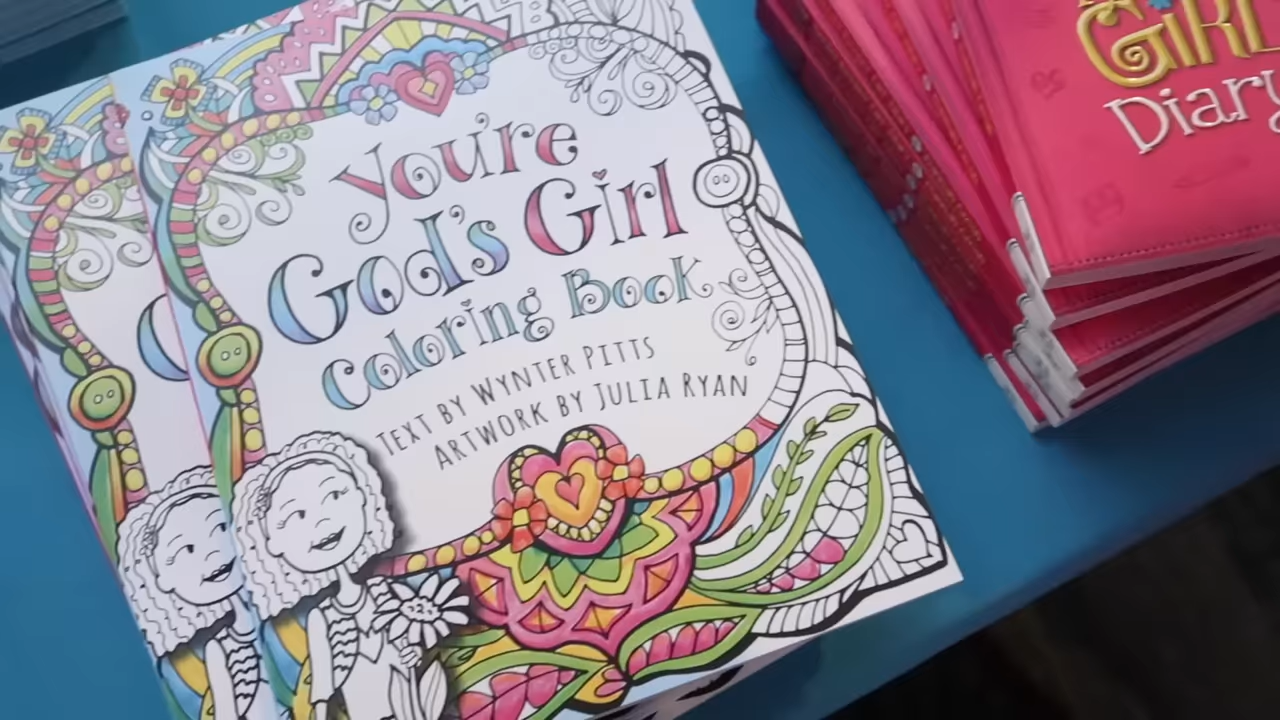 you're
God's Girl
Coloring Book
TEXT BY WYNTER PITTS
ARTWORK BY JULIA RYAN
GiRL
Diary